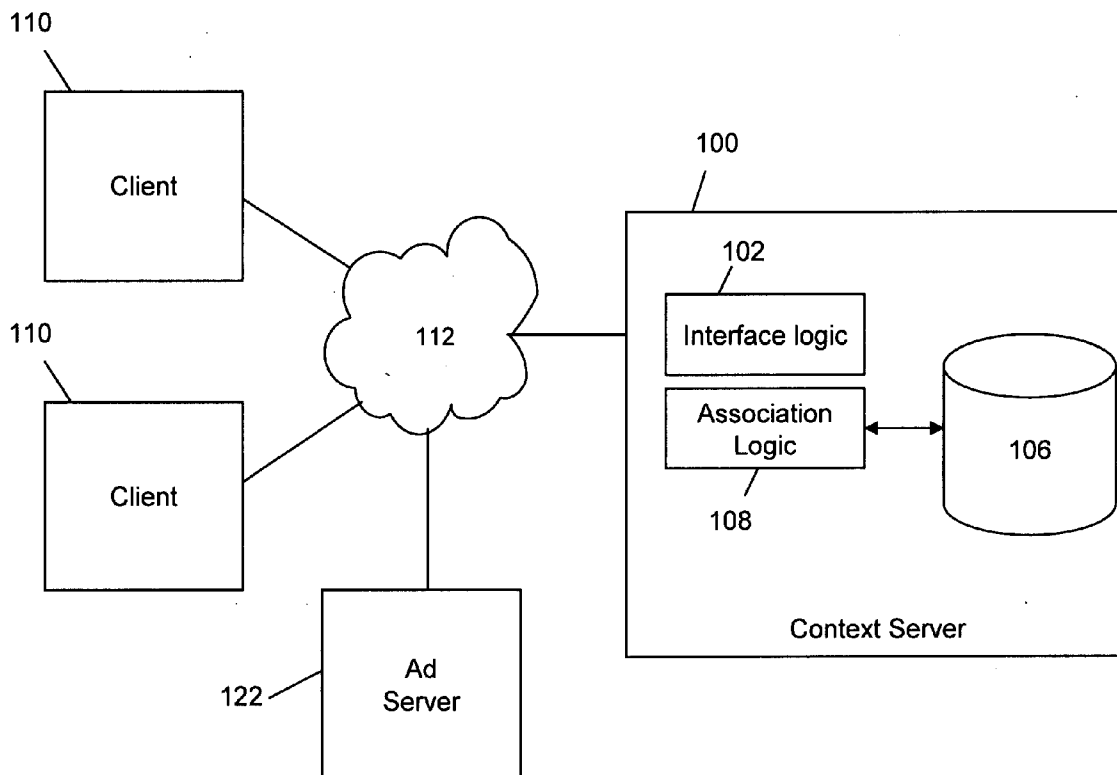 110
Client
100
102
Interface logic
112
110
Association
Logic
106
Client
108
Context Server
122
Ad
Server